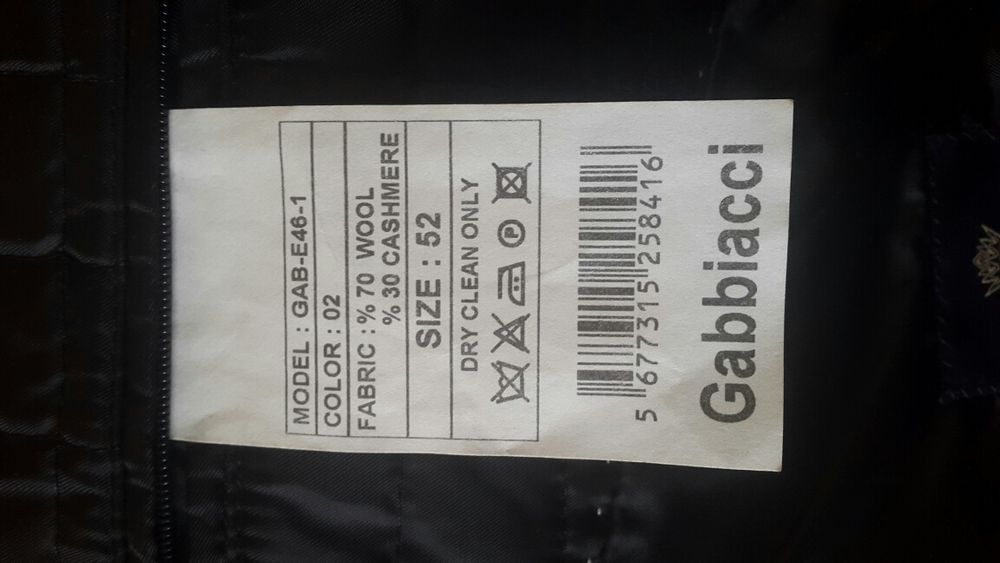 MODEL : GAB-E46-1
COLOR : 02
FABRIC : % 70 WOOL
% 30 CASHMERE
SIZE : 52
DRY CLEAN ONLY
P
5 677315 258416
Gabbiacci